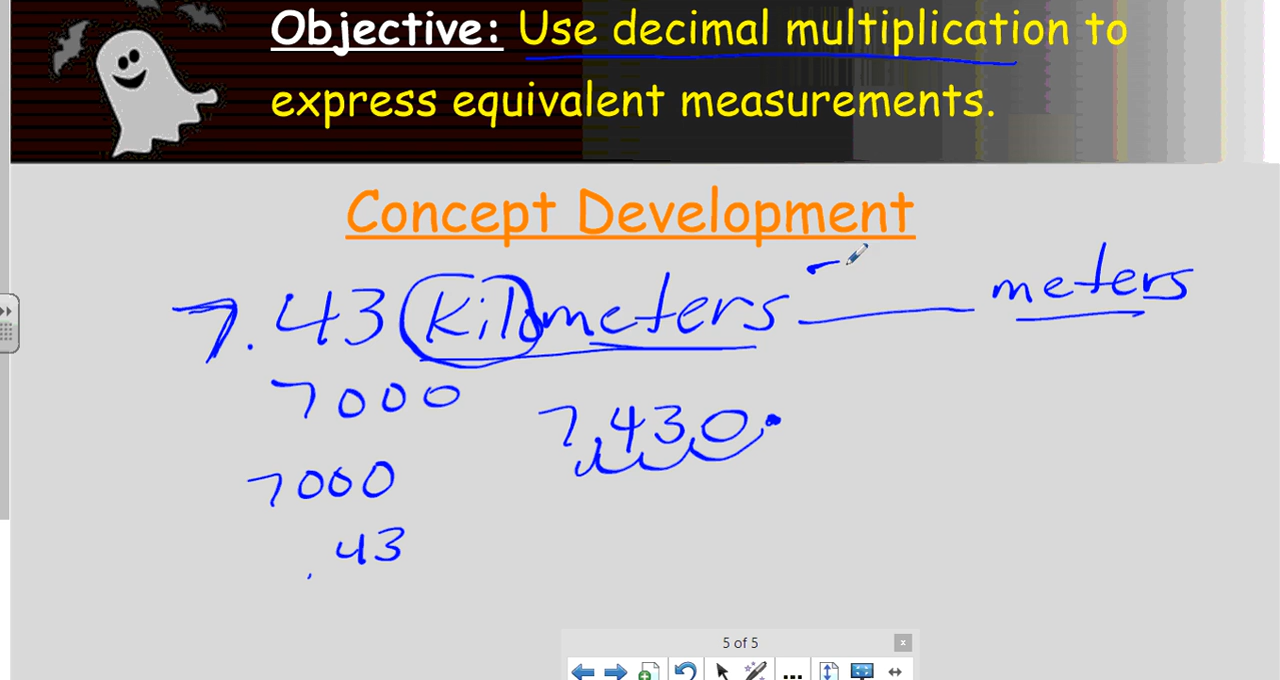 Objective: Use decimal multiplication to
express equivalent measurements.
Concept Development
7.43 Kilometers ____ meters
7000
7,430.
7000
.43
5 of 5